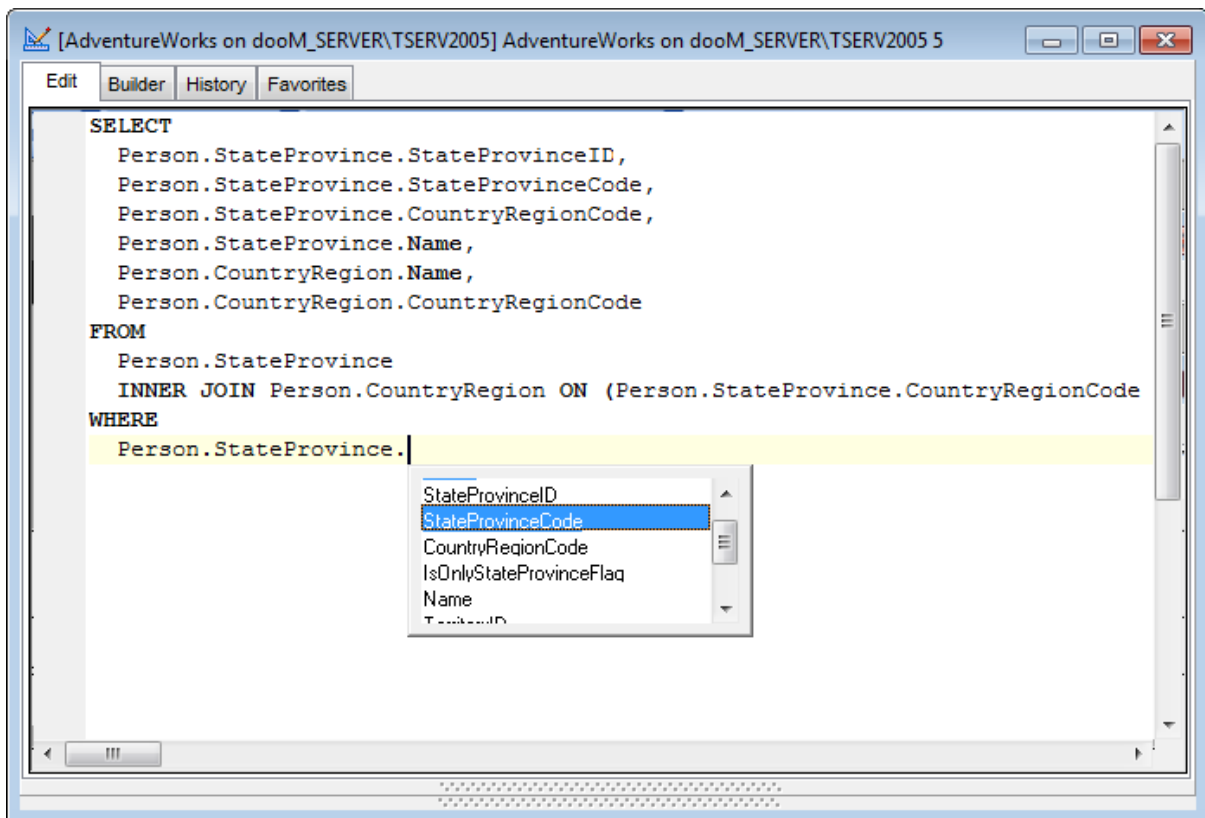 [AdventureWorks on dooM_SERVER\TSERV2005] AdventureWorks on dooM_SERVER\TSERV2005 5
Edit Builder History Favorites
SELECT
Person.StateProvince.StateProvinceID,
Person.StateProvince.StateProvinceCode,
Person.StateProvince.CountryRegionCode,
Person.StateProvince.Name,
Person.CountryRegion.Name,
Person.CountryRegion.CountryRegionCode
FROM
Person.StateProvince
INNER JOIN Person.CountryRegion ON (Person.StateProvince.CountryRegionCode
WHERE
Person.StateProvince.
StateProvinceID
StateProvinceCode
CountryRegionCode
IsOnlyStateProvinceFlag
Name
TerritoryID